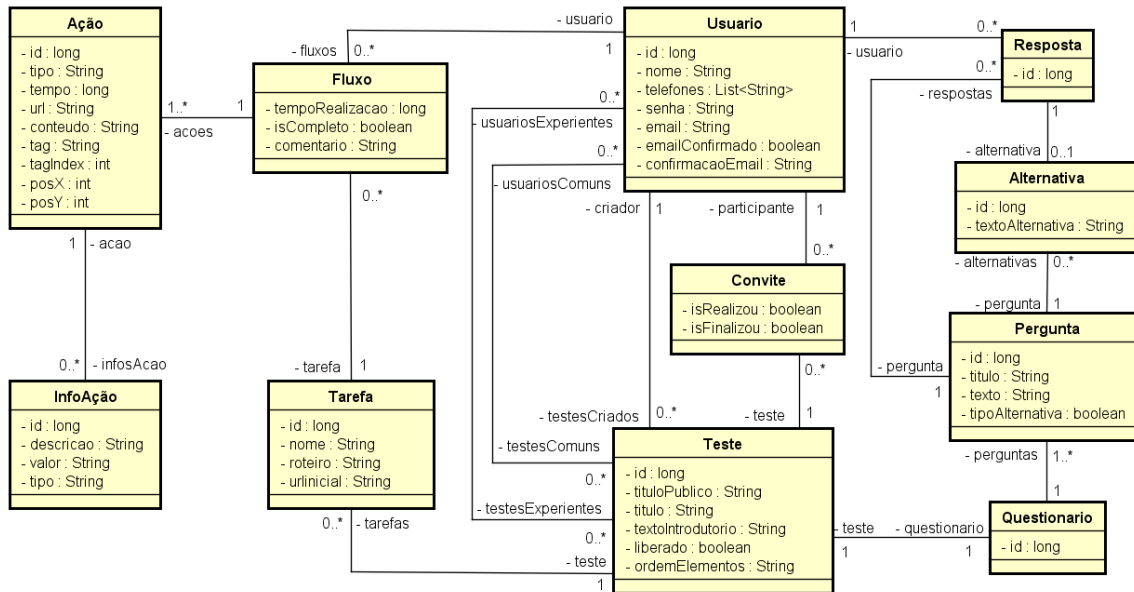 Ação
- id : long
- tipo : String
- tempo : long
- url : String
- conteudo : String
- tag : String
- tagIndex : int
- posX : int
- posY : int
1..*
- acoes
1
1
- acao
0..*
- infosAcao
InfoAção
- id : long
- descricao : String
- valor : String
- tipo : String
- fluxos
0..*
- usuario
1
Fluxo
- tempoRealizacao : long
- isCompleto : boolean
- comentario : String
0..*
- tarefa
1
Tarefa
- id : long
- nome : String
- roteiro : String
- urlinicial : String
0..*
- tarefas
- teste
1
Usuario
- id : long
- nome : String
- telefones : List<String>
- senha : String
- email : String
- emailConfirmado : boolean
- confirmacaoEmail : String
0..*
- usuariosExperientes
0..*
- usuariosComuns
- criador
1
- participante
1
0..*
Convite
- isRealizou : boolean
- isFinalizou : boolean
0..*
- teste
1
- testesCriados
0..*
- testesComuns
0..*
- testesExperientes
0..*
Teste
- id : long
- tituloPublico : String
- titulo : String
- textoIntrodutorio : String
- liberado : boolean
- ordemElementos : String
1
- usuario
0..*
0..*
- respostas
Resposta
- id : long
1
- alternativa
0..1
Alternativa
- id : long
- textoAlternativa : String
- alternativas
0..*
- pergunta
1
Pergunta
- id : long
- titulo : String
- texto : String
- tipoAlternativa : boolean
- pergunta
1
- perguntas
1..*
1
Questionario
- id : long
- teste
1
- questionario
1